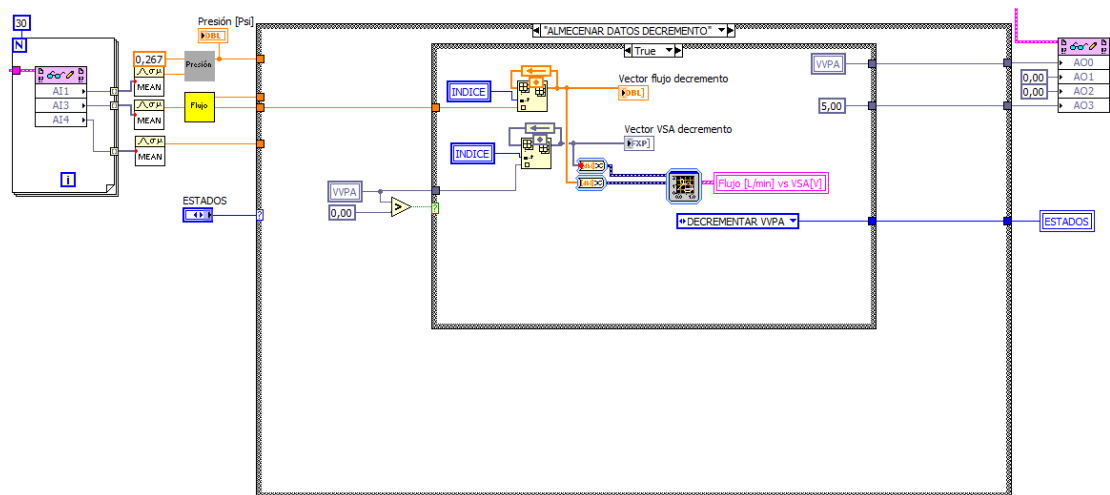 30
N
AI1
AI3
AI4
i
Presión [Psi]
DBL
0,267
MEAN
Presión
MEAN
Flujo
MEAN
ESTADOS
"ALMECENAR DATOS DECREMENTO"
True
INDICE
Vector flujo decremento
DBL]
INDICE
Vector VSA decremento
FXP]
VVPA
0,00
>
Flujo [L/min] vs VSA[V]
DECREMENTAR VVPA
VVPA
5,00
ESTADOS
AO0
0,00
AO1
0,00
AO2
AO3